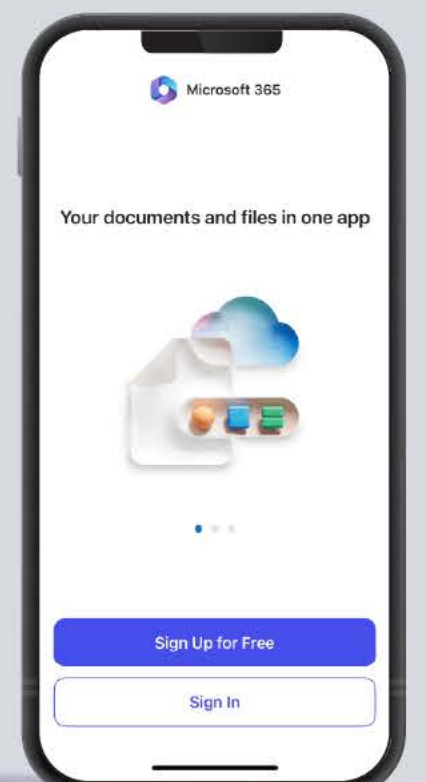 Microsoft 365
Your documents and files in one app
Sign Up for Free
Sign In